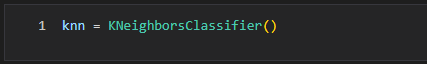 1 knn = KNeighborsClassifier()